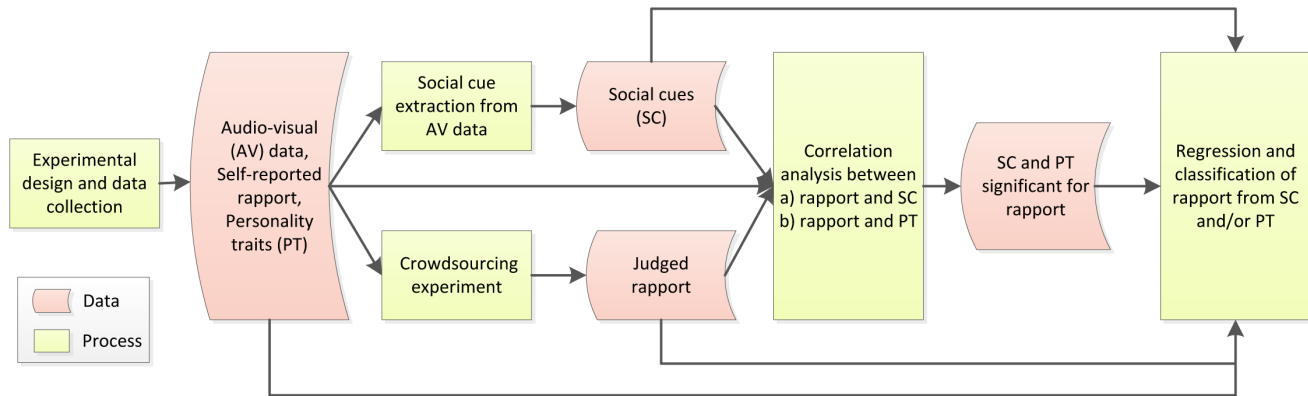 Experimental
design and data
collection
Audio-visual
(AV) data,
Self-reported
rapport,
Personality
traits (PT)
Social cue
extraction from
AV data
Social cues
(SC)
Crowdsourcing
experiment
Judged
rapport
Correlation
analysis between
a) rapport and SC
b) rapport and PT
SC and PT
significant for
rapport
Regression and
classification of
rapport from SC
and/or PT
Data
Process